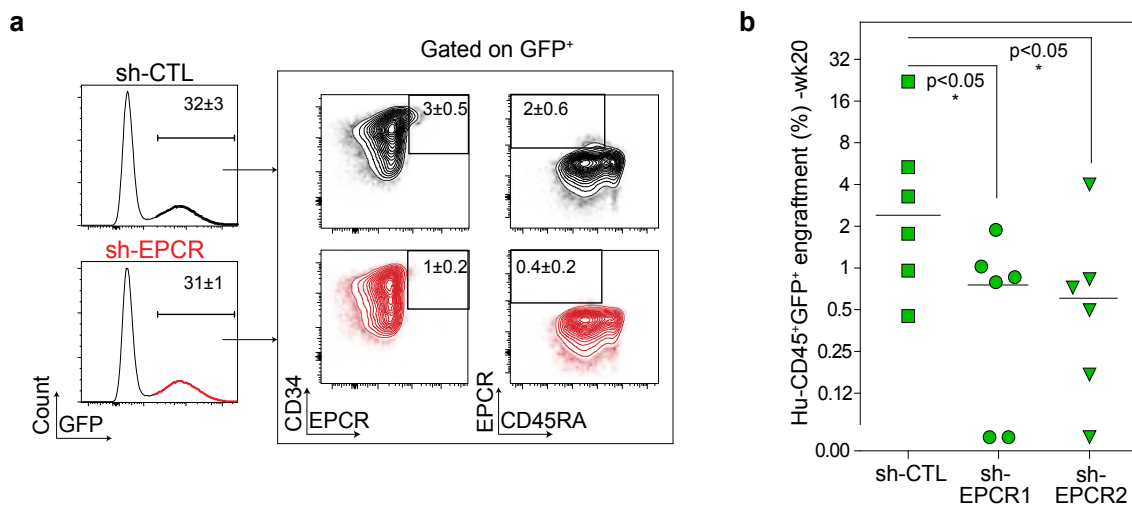 a
Gated on GFP⁺
sh-CTL
32±3
3±0.5
2±0.6
sh-EPCR
31±1
1±0.2
0.4±0.2
Count
GFP
CD34
EPCR
EPCR
CD45RA
b
Hu-CD45⁺GFP⁺ engraftment (%) -wk20
32
16
8
4
2
1
0.5
0.25
0.12
0.00
p<0.05
*
p<0.05
*
sh-CTL
sh-
EPCR1
sh-
EPCR2